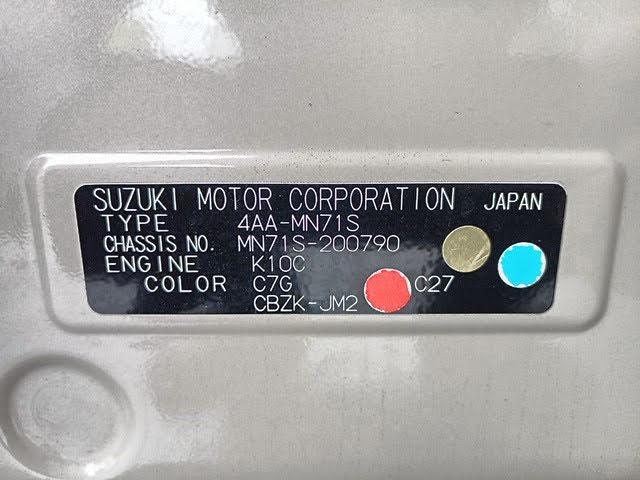 SUZUKI MOTOR CORPORATION JAPAN
TYPE 4AA-MN71S
CHASSIS NO. MN71S-200790
ENGINE K10C
COLOR C7G C27
CBZK-JM2